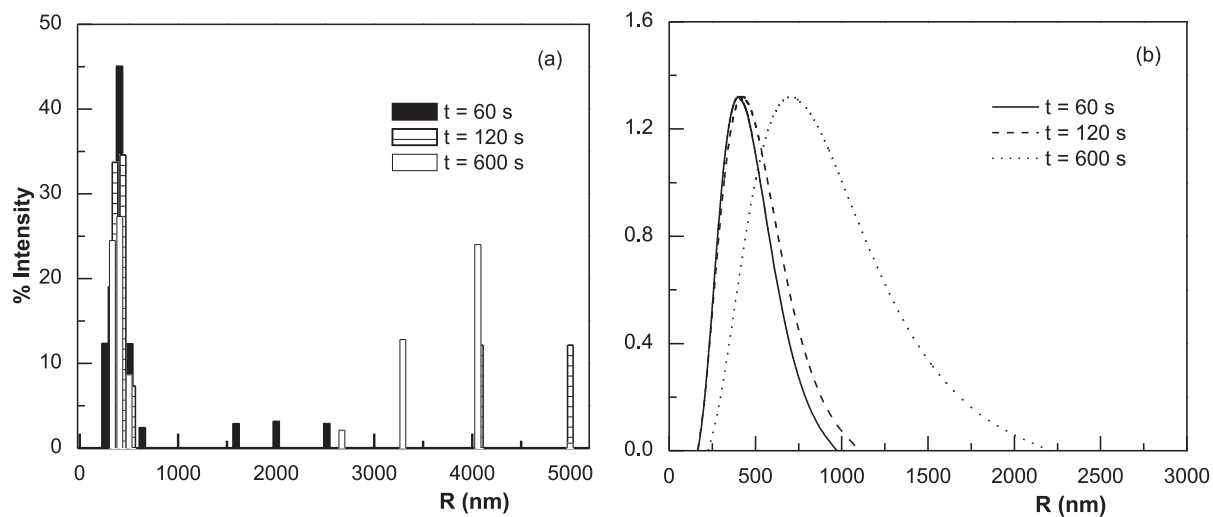 50
40
30
20
10
0
% Intensity
(a)
t = 60 s
t = 120 s
t = 600 s
0 1000 2000 3000 4000 5000
R (nm)
1.6
1.2
0.8
0.4
0.0
(b)
t = 60 s
t = 120 s
t = 600 s
0 500 1000 1500 2000 2500 3000
R (nm)